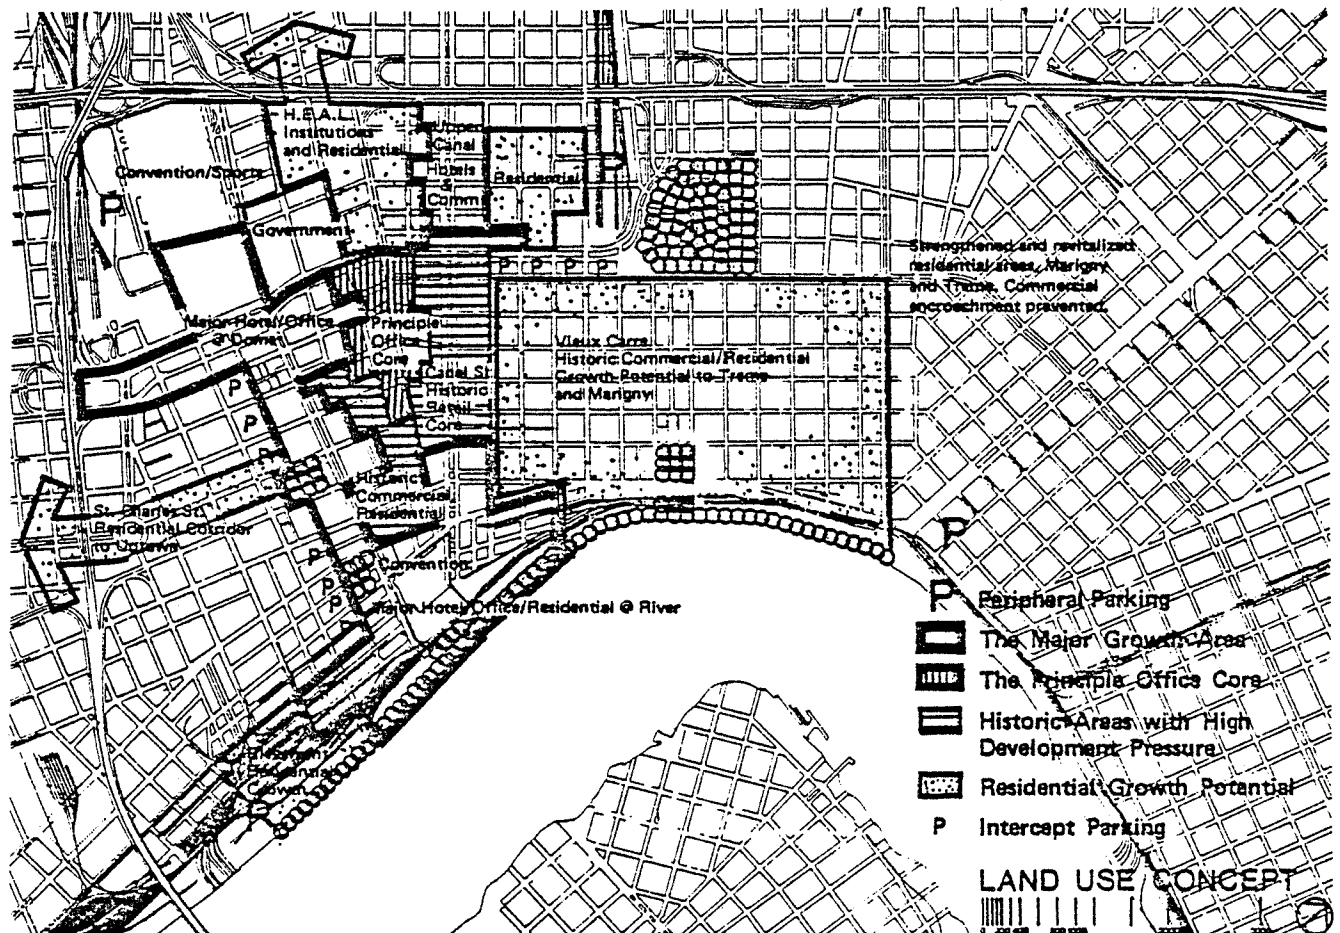 H.E.A.L.
Institutions
and Residential
Upper
Canal
Hotels
&
Comm
Residential
Convention/Sports
P
P
Government
P P P P
Strengthened and revitalized
residential areas, Marigny
and Treme, Commercial
encroachment prevented.
Major Hotel/Office
@ Dome
Principle
Office
Core
Canal St
Historic
Retail
Core
Vieux Carre
Historic Commercial/Residential
Growth Potential to Treme
and Marigny
P
P
P
Historic
Commercial
Residential
St. Charles St.
Residential Corridor
to Uptown
P
P
P
P
Convention
Major Hotel/Office/Residential @ River
Residential
Growth
P Peripheral Parking
The Major Growth Area
The Principle Office Core
Historic Areas with High
Development Pressure
Residential Growth Potential
P Intercept Parking
LAND USE CONCEPT